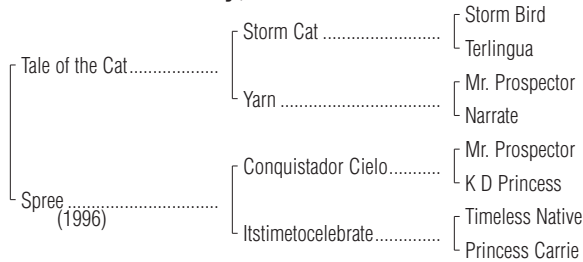 Storm Bird
Storm Cat ........................
Terlingua
Tale of the Cat..................
Mr. Prospector
Yarn .................................
Narrate
Mr. Prospector
Conquistador Cielo...........
K D Princess
Spree ..............................
(1996)
Timeless Native
Itstimetocelebrate..............
Princess Carrie